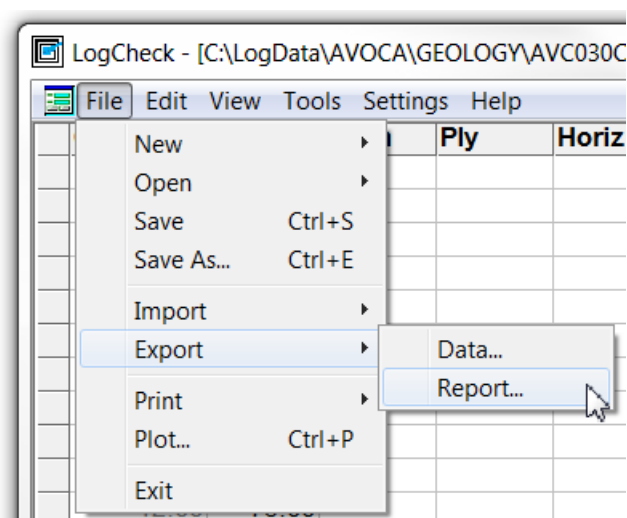 LogCheck - [C:\LogData\AVOCA\GEOLOGY\AVC030C
File Edit View Tools Settings Help
Ply Horiz
New
Open
Save Ctrl+S
Save As... Ctrl+E
Import
Export
Data...
Report...
Print
Plot... Ctrl+P
Exit